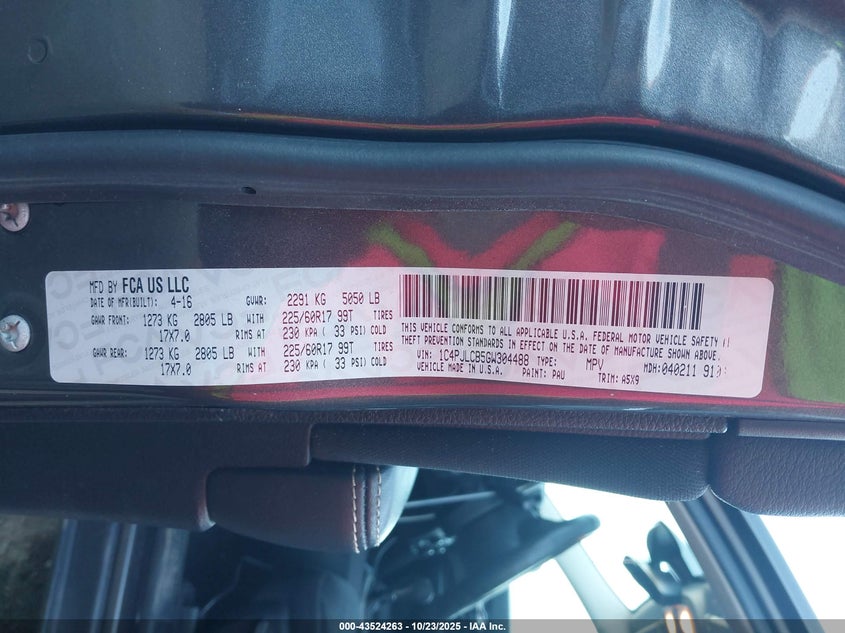 MFD BY FCA US LLC
DATE OF MFR(BUILT): 4-16 GVWR: 2291 KG 5050 LB
GAWR FRONT: 1273 KG 2805 LB WITH 225/60R17 99T TIRES
17X7.0 RIMS AT 230 KPA ( 33 PSI) COLD
GAWR REAR: 1273 KG 2805 LB WITH 225/60R17 99T TIRES
17X7.0 RIMS AT 230 KPA ( 33 PSI) COLD
THIS VEHICLE CONFORMS TO ALL APPLICABLE U.S.A. FEDERAL MOTOR VEHICLE SAFETY
THEFT PREVENTION STANDARDS IN EFFECT ON THE DATE OF MANUFACTURE SHOWN ABOVE.
VIN: 1C4PJLCB5GW304488 TYPE: MPV MDH: 040211 910
VEHICLE MADE IN U.S.A. PAINT: PAU TRIM: A5X9
000-43524263 - 10/23/2025 - IAA Inc.